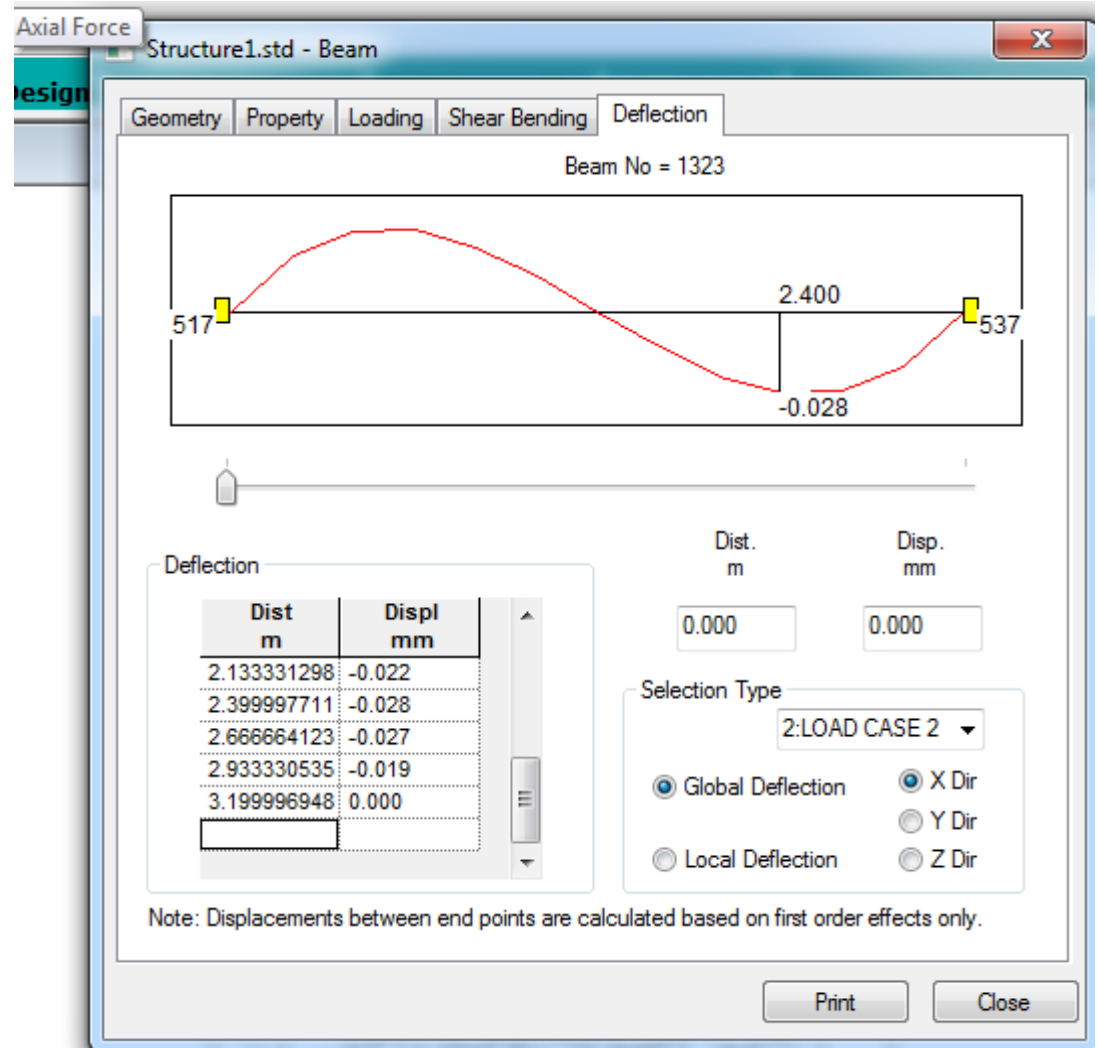 Axial Force
Structure1.std - Beam
Design
Geometry Property Loading Shear Bending Deflection
Beam No = 1323
2.400
517
537
-0.028
Dist. Disp.
m mm
Deflection
Dist Displ
m mm
0.000 0.000
2.133331298 -0.022
2.399997711 -0.028
2.666664123 -0.027
2.933330535 -0.019
3.199996948 0.000
Selection Type
2:LOAD CASE 2
Global Deflection X Dir
Y Dir
Local Deflection Z Dir
Note: Displacements between end points are calculated based on first order effects only.
Print Close